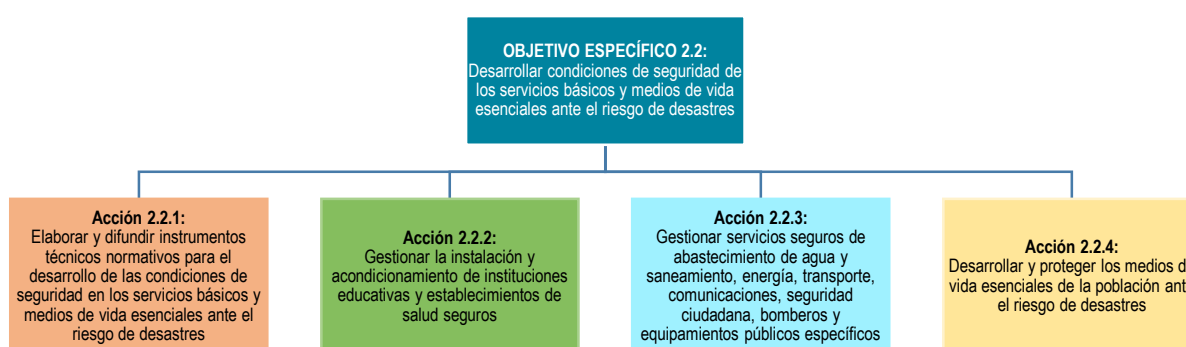 OBJETIVO ESPECÍFICO 2.2:
Desarrollar condiciones de seguridad de
los servicios básicos y medios de vida
esenciales ante el riesgo de desastres
Acción 2.2.1:
Elaborar y difundir instrumentos
técnicos normativos para el
desarrollo de las condiciones de
seguridad en los servicios básicos y
medios de vida esenciales ante el
riesgo de desastres
Acción 2.2.2:
Gestionar la instalación y
acondicionamiento de instituciones
educativas y establecimientos de
salud seguros
Acción 2.2.3:
Gestionar servicios seguros de
abastecimiento de agua y
saneamiento, energía, transporte,
comunicaciones, seguridad
ciudadana, bomberos y
equipamientos públicos específicos
Acción 2.2.4:
Desarrollar y proteger los medios d
vida esenciales de la población ant
el riesgo de desastres